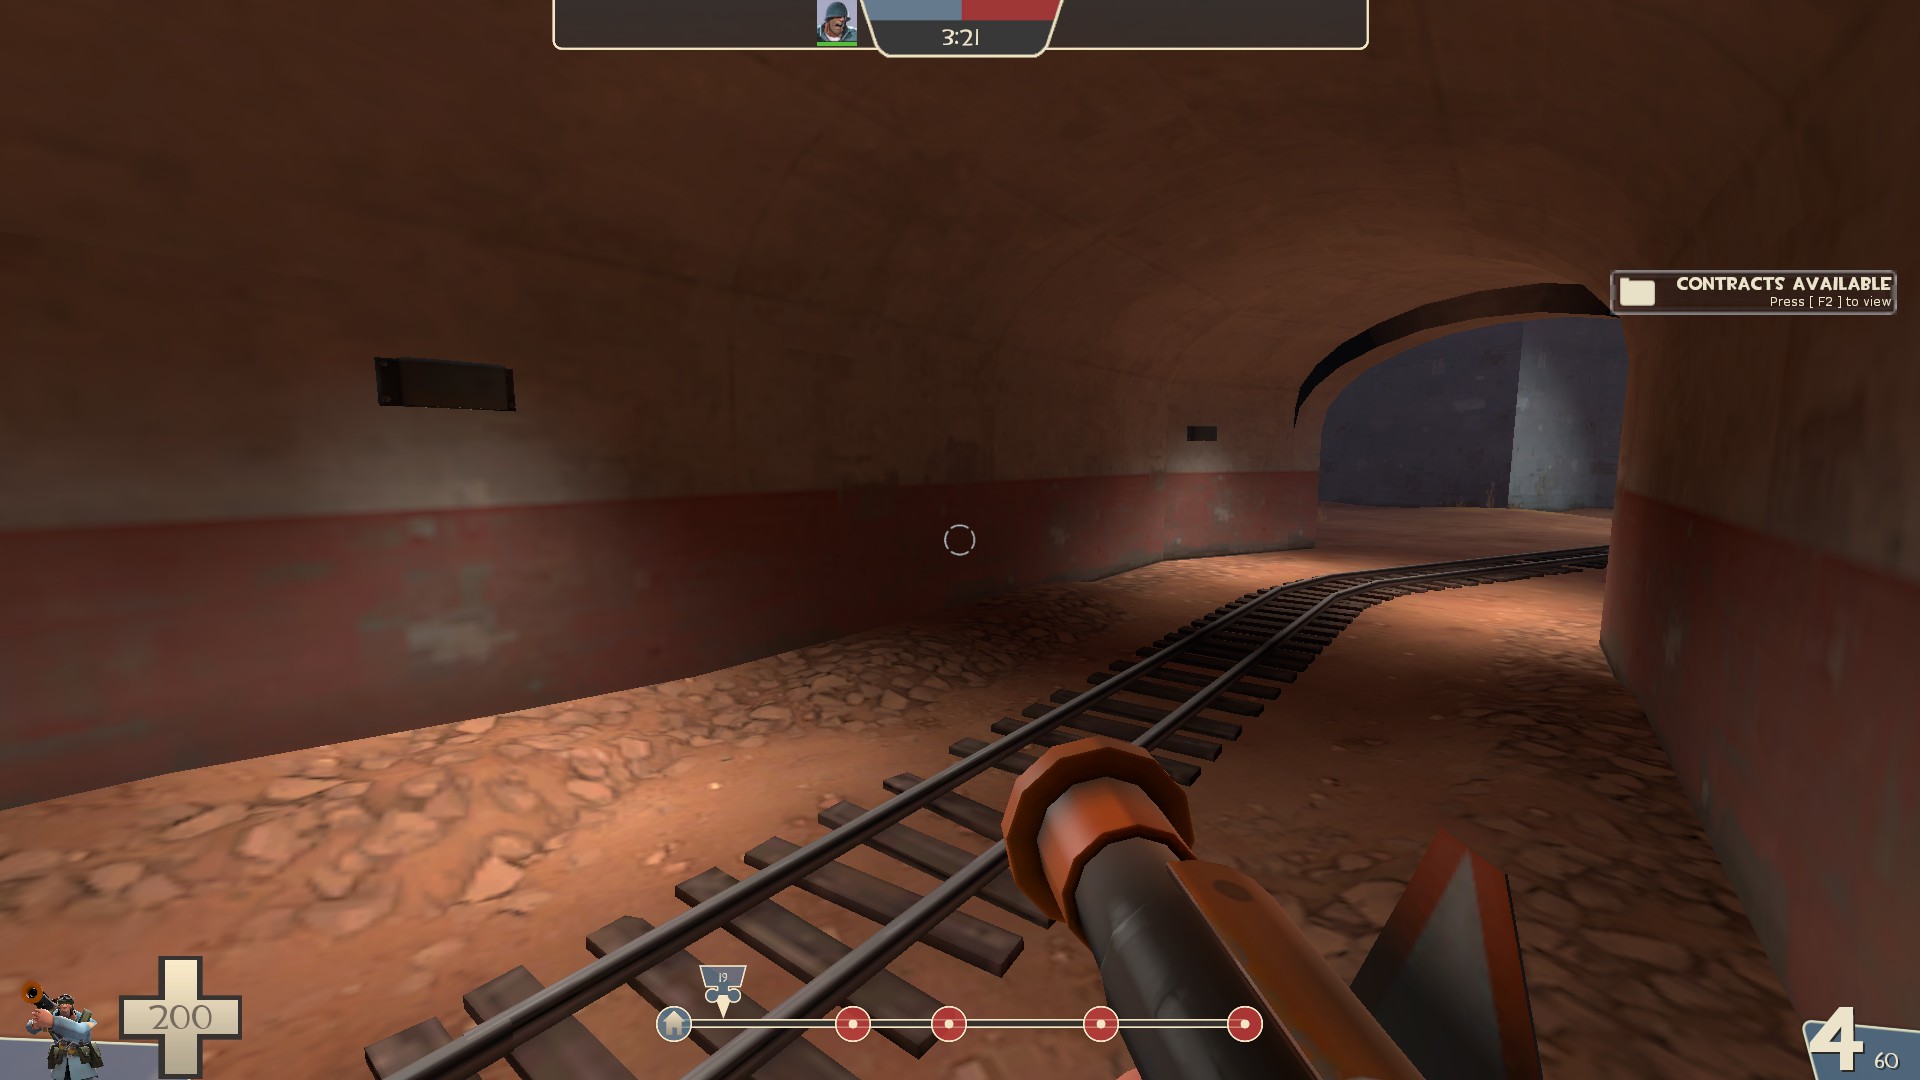 3:21
CONTRACTS AVAILABLE
Press [ F2 ] to view
19
200
4
60